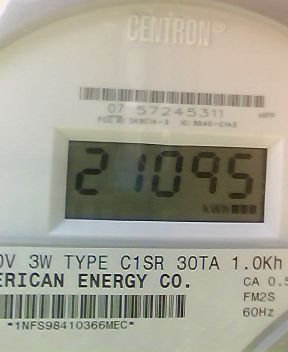 CENTRON®
07 57245311
21095
kWh
0V 3W TYPE C1SR 30TA 1.0Kh
ERICAN ENERGY CO.
CA 0.5
FM2S
60Hz
*1NFS98410366MEC*